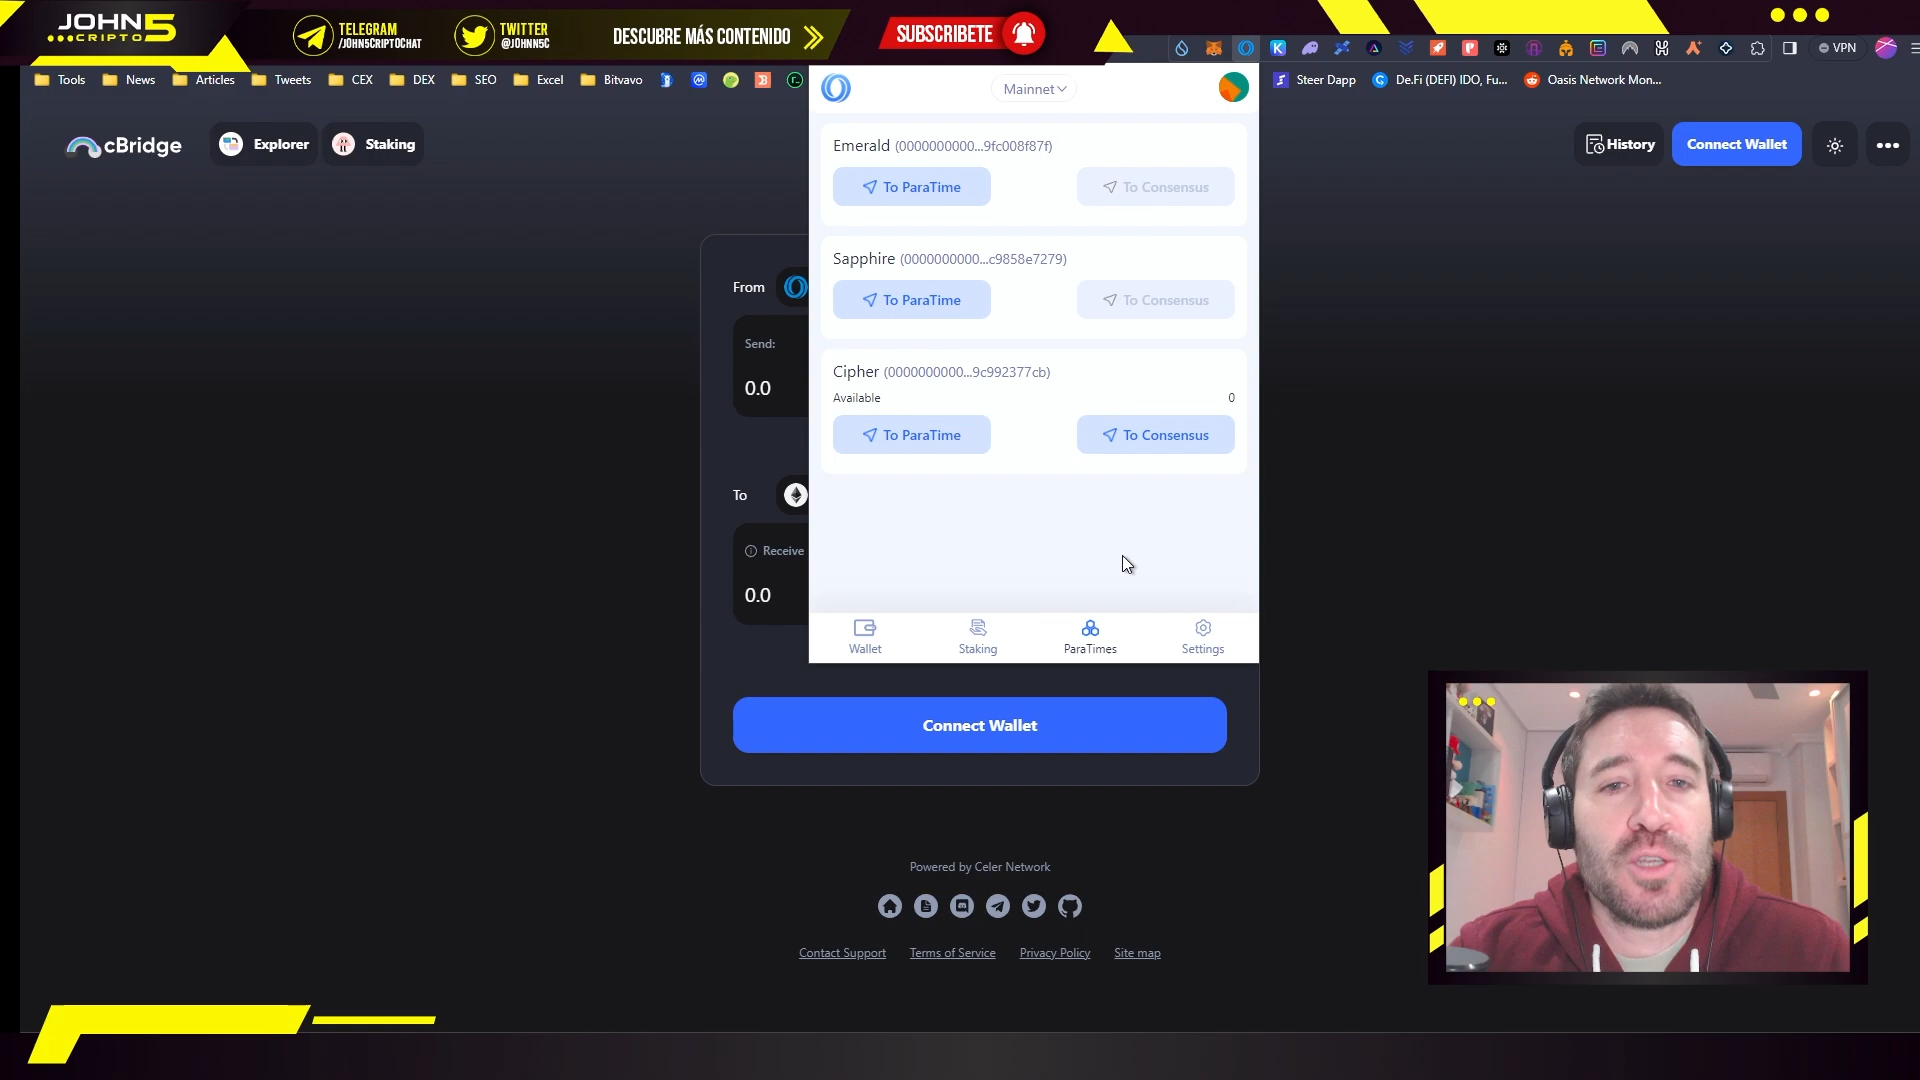 JOHN 5
CRIPTO
TELEGRAM
/JOHN5CRIPTOCHAT
TWITTER
@J0HNN5C
DESCUBRE MÁS CONTENIDO
SUBSCRIBETE
VPN
Tools
News
Articles
Tweets
CEX
DEX
SEO
Excel
Bitvavo
Steer Dapp
De.Fi (DEFI) IDO, Fu...
Oasis Network Mon...
cBridge
Explorer
Staking
History
Connect Wallet
Mainnet
Emerald (0000000000...9fc008f87f)
To ParaTime
To Consensus
Sapphire (0000000000...c9858e7279)
To ParaTime
To Consensus
Cipher (0000000000...9c992377cb)
Available 0
To ParaTime
To Consensus
Wallet
Staking
ParaTimes
Settings
From
Send:
0.0
To
Receive
0.0
Connect Wallet
Powered by Celer Network
Contact Support
Terms of Service
Privacy Policy
Site map